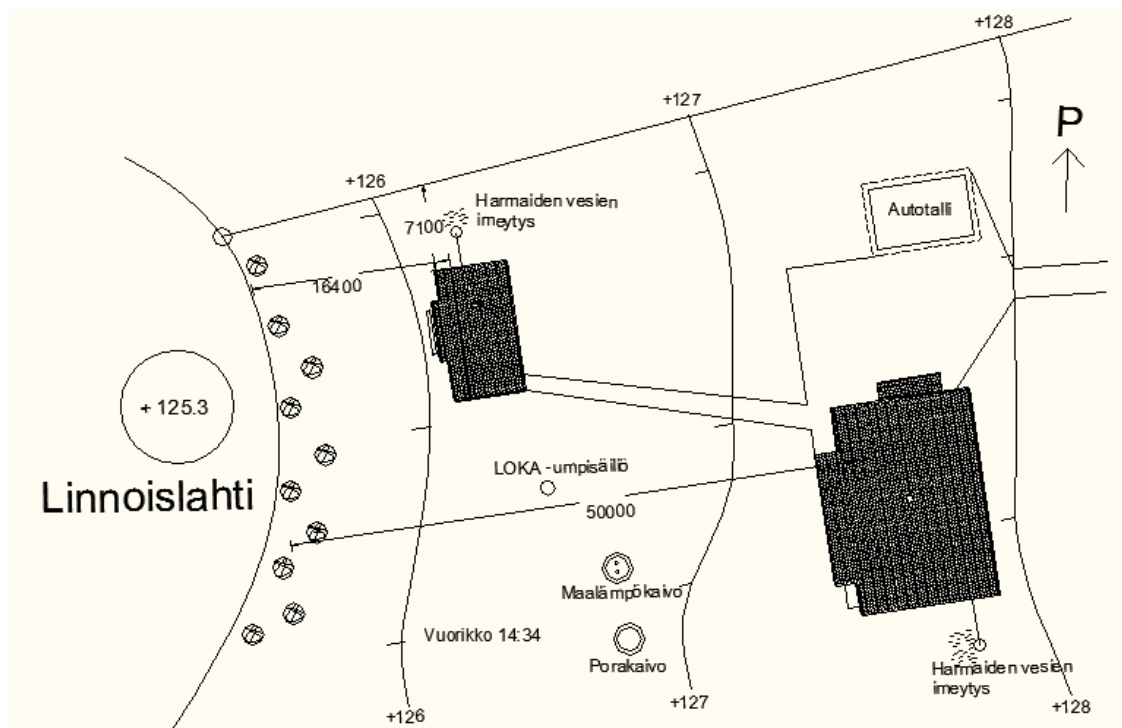 +128
+127
P
+126
Harmaiden vesien
imeytys
7100
Autotalli
16400
+ 125.3
LOKA -umpisäiliö
Linnoislahti
50000
Maalämpökaivo
Vuorikko 14:34
Porakaivo
Harmaiden vesien
imeytys
+127
+128
+126